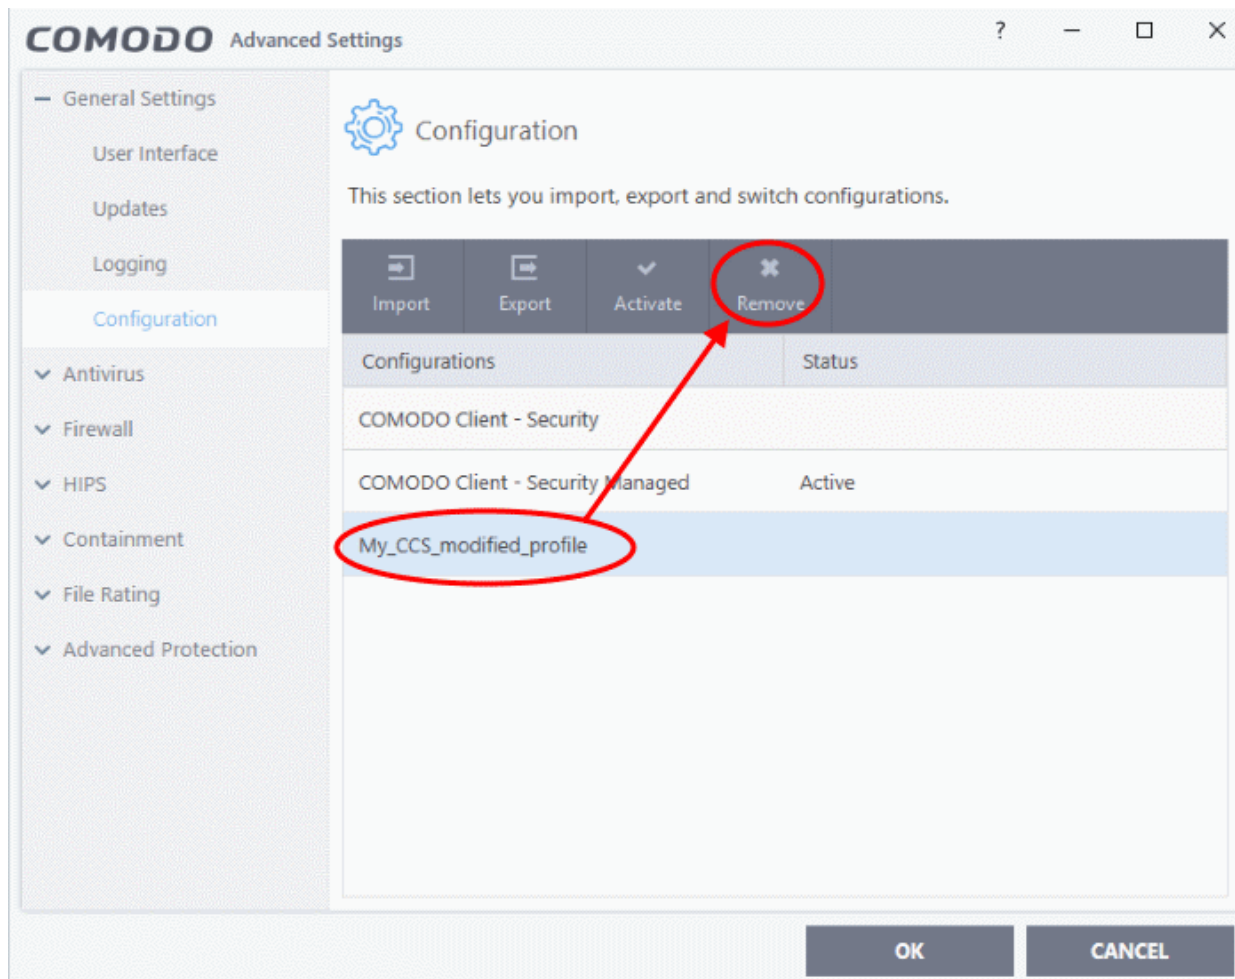 COMODO Advanced Settings ?
General Settings
User Interface
Updates
Logging
Configuration
Antivirus
Firewall
HIPS
Containment
File Rating
Advanced Protection
Configuration
This section lets you import, export and switch configurations.
Import Export Activate Remove
Configurations Status
COMODO Client - Security
COMODO Client - Security Managed Active
My_CCS_modified_profile
OK CANCEL